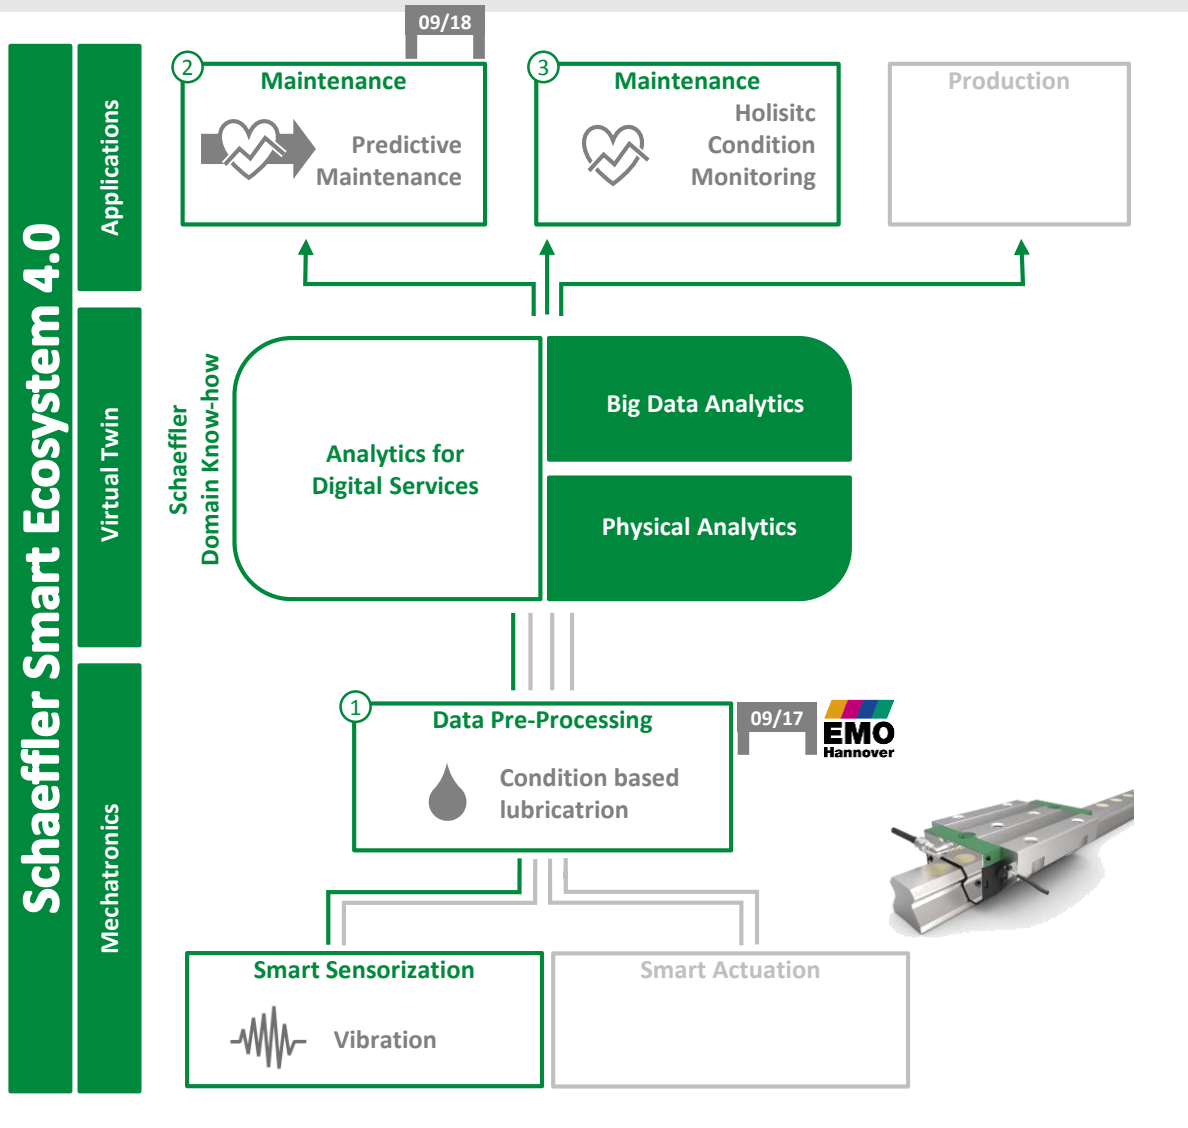 Schaeffler Smart Ecosystem 4.0
Applications
Virtual Twin
Mechatronics
09/18
2
Maintenance
Predictive
Maintenance
3
Maintenance
Holisitc
Condition
Monitoring
Production
Schaeffler
Domain Know-how
Analytics for
Digital Services
Big Data Analytics
Physical Analytics
1
Data Pre-Processing
Condition based
lubricatrion
09/17
EMO
Hannover
Smart Sensorization
Vibration
Smart Actuation